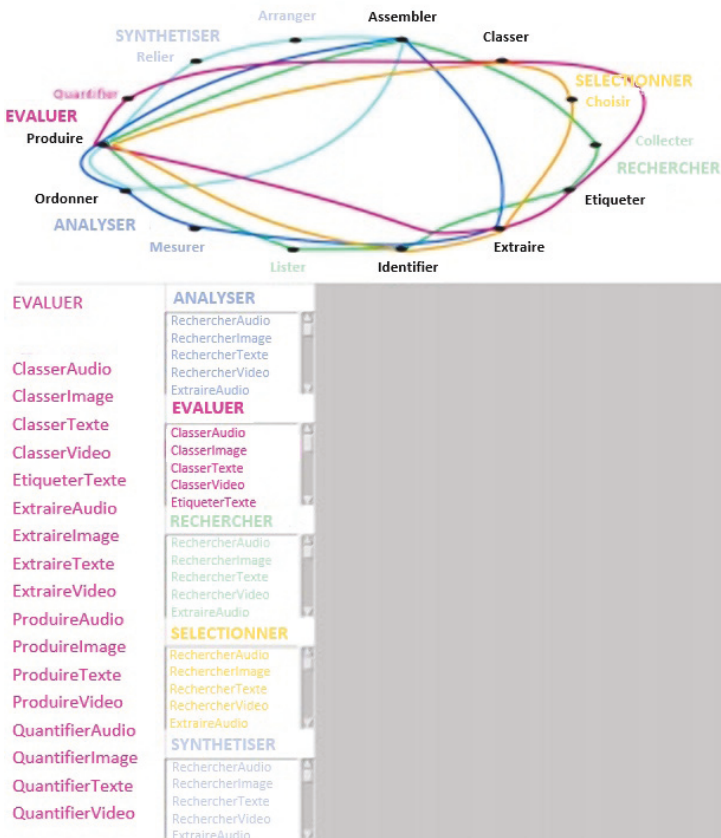 Arranger
Assembler
SYNTHETISER
Classer
Relier
SELECTIONNER
Quantifier
Choisir
EVALUER
Produire
Collecter
RECHERCHER
Ordonner
Etiqueter
ANALYSER
Mesurer
Extraire
Lister
Identifier
EVALUER
ClasserAudio
ClasserImage
ClasserTexte
ClasserVideo
EtiqueterTexte
ExtraireAudio
ExtraireImage
ExtraireTexte
ExtraireVideo
ProduireAudio
ProduireImage
ProduireTexte
ProduireVideo
QuantifierAudio
QuantifierImage
QuantifierTexte
QuantifierVideo
ANALYSER
RechercherAudio
RechercherImage
RechercherTexte
RechercherVideo
ExtraireAudio
EVALUER
ClasserAudio
ClasserImage
ClasserTexte
ClasserVideo
EtiqueterTexte
RECHERCHER
RechercherAudio
RechercherImage
RechercherTexte
RechercherVideo
ExtraireAudio
SELECTIONNER
RechercherAudio
RechercherImage
RechercherTexte
RechercherVideo
ExtraireAudio
SYNTHETISER
RechercherAudio
RechercherImage
RechercherTexte
RechercherVideo
ExtraireAudio